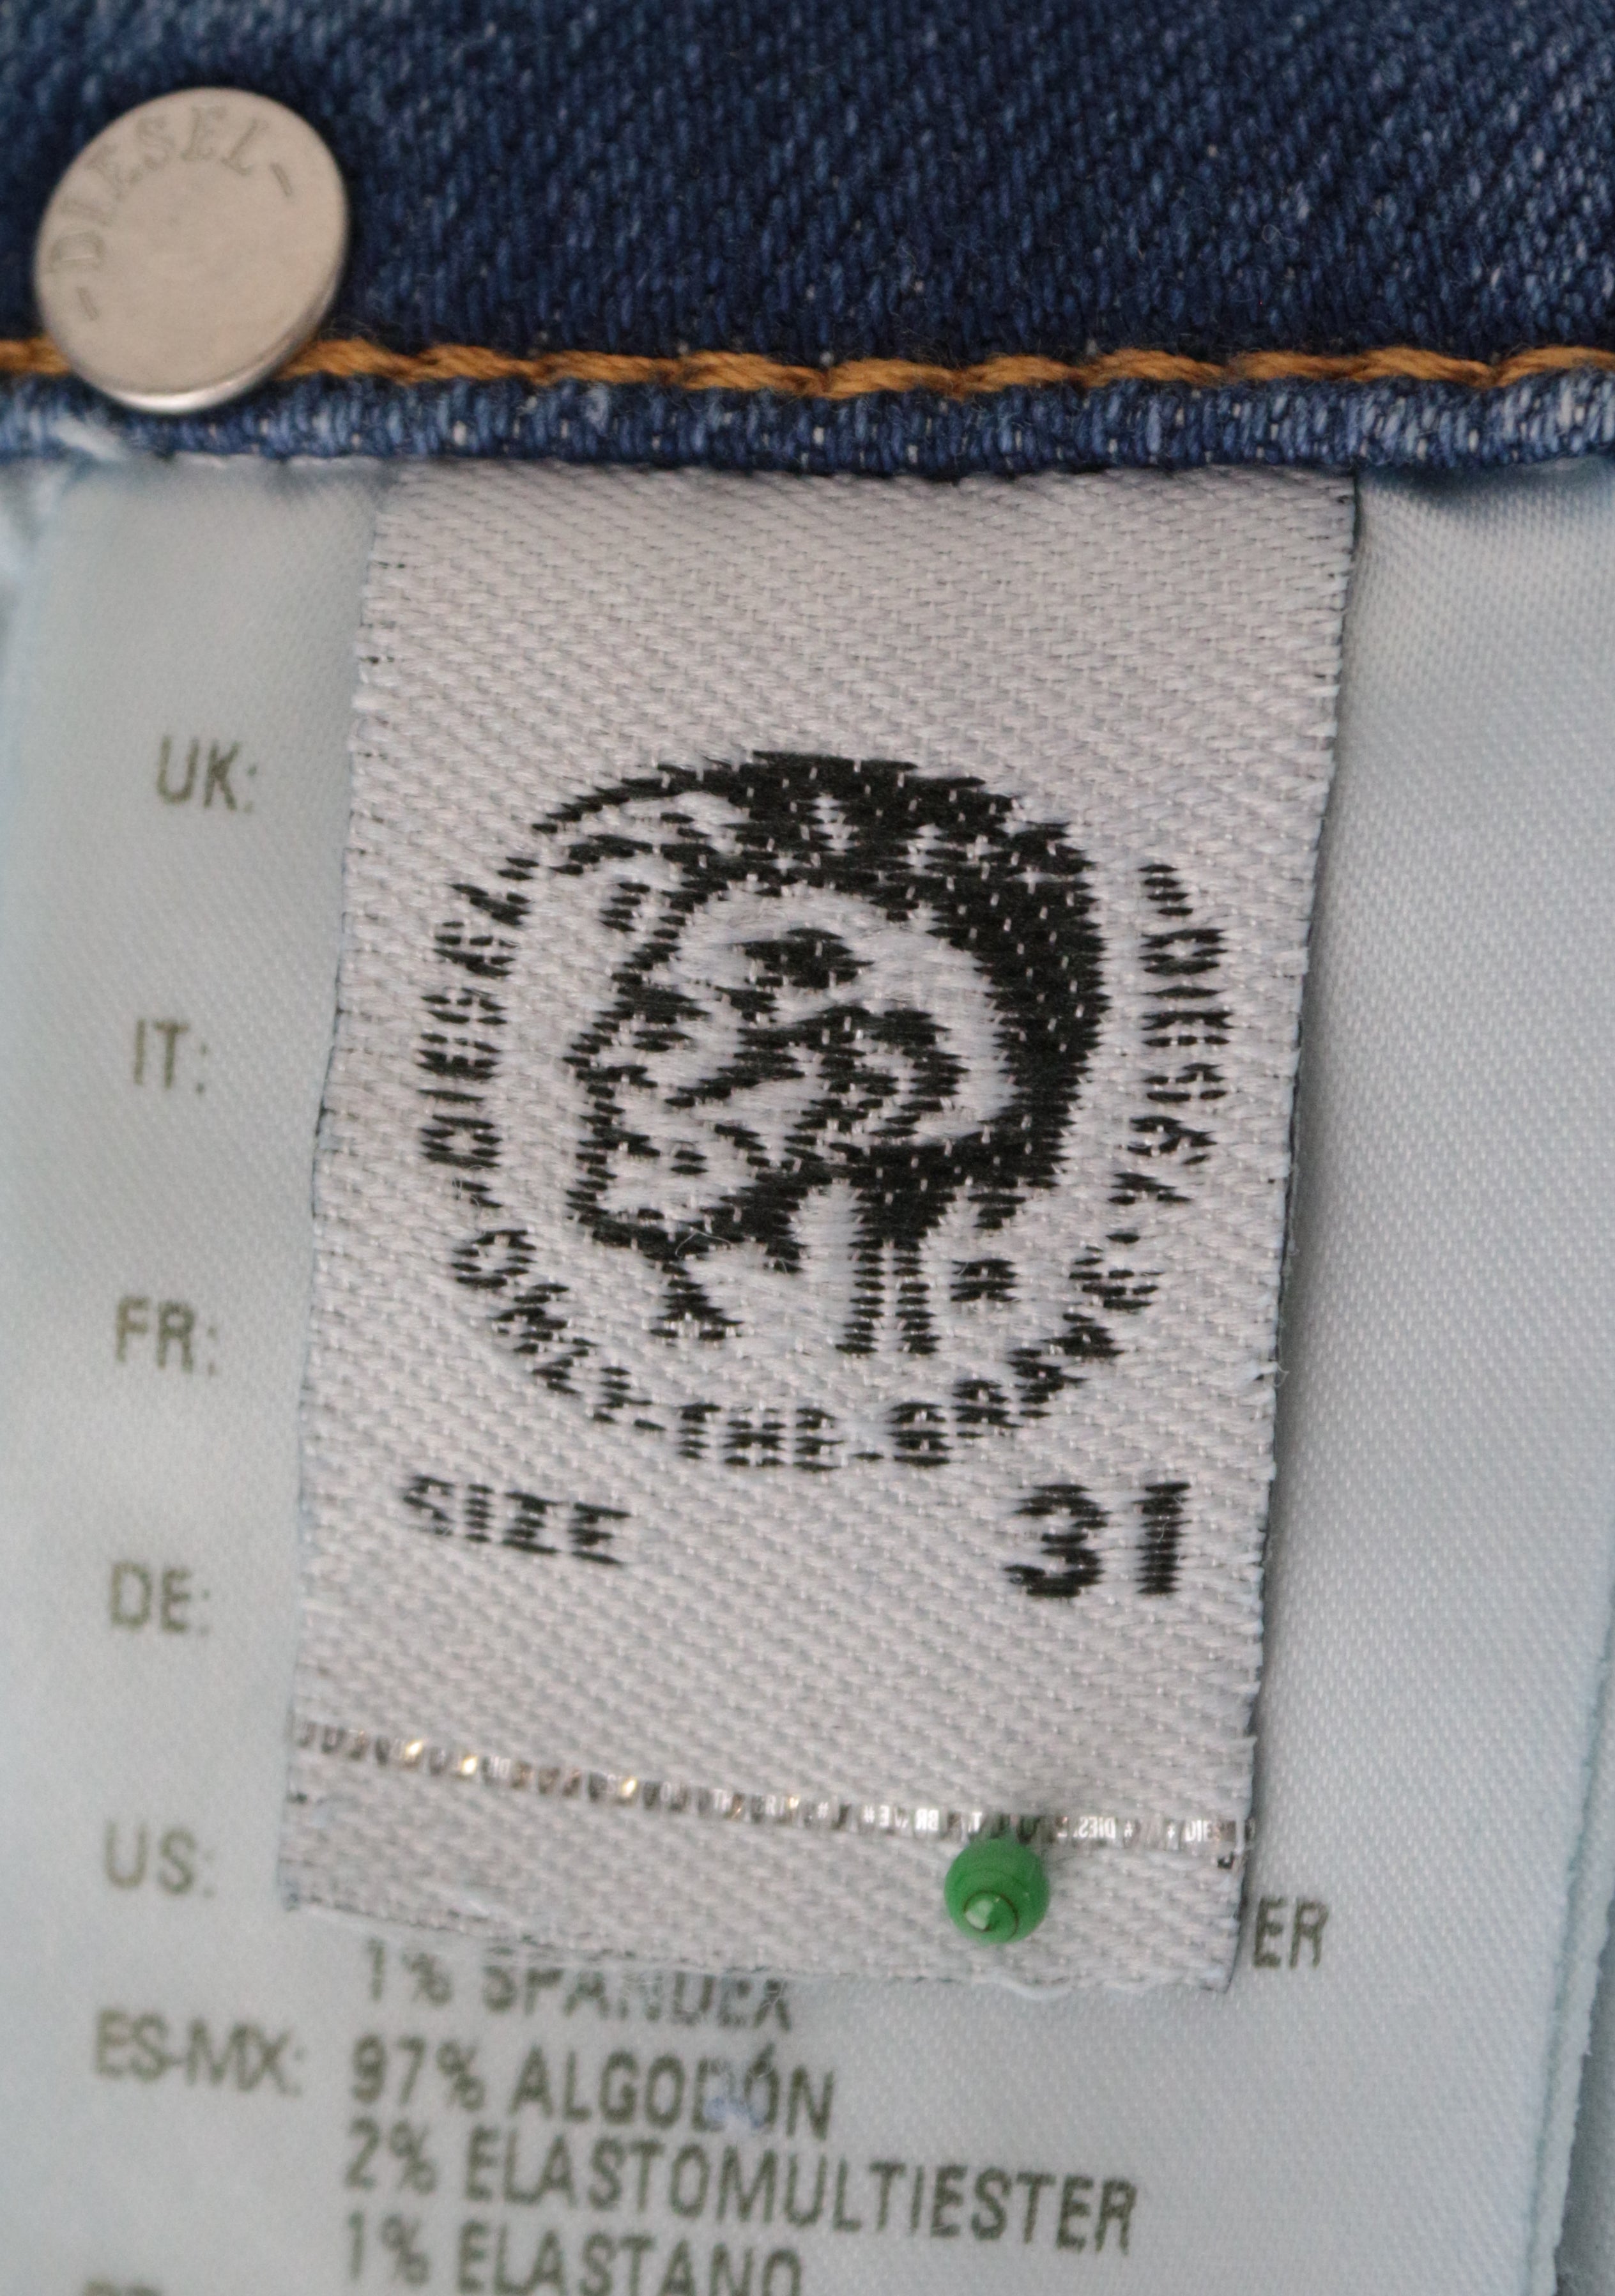 -DIESEL-
UK:
IT:
FR:
DE:
US:
DIESEL
ONLY-THE-BRAVE
SIZE 31
ER
1% SPANDEX
ES-MX: 97% ALGODÓN
2% ELASTOMULTIESTER
1% ELASTANO